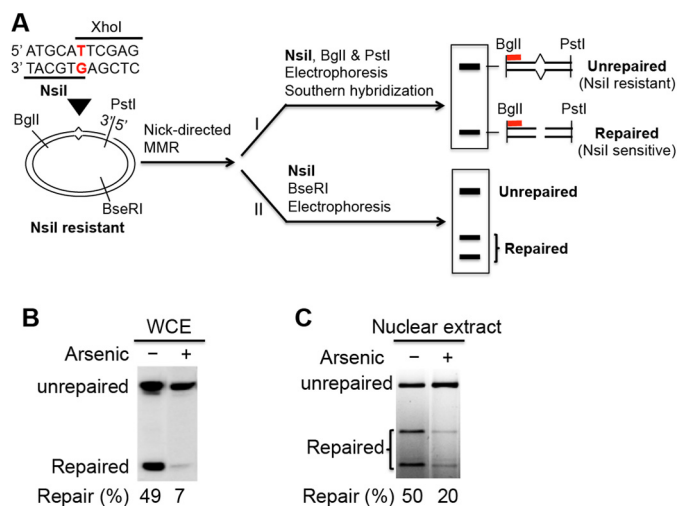 A
XhoI
5' ATGCATTCGAG
3' TACGTGAGCTC
NsiI
BglI
PstI
3' 5'
BseRI
NsiI resistant
Nick-directed
MMR
I
NsiI, BglI & PstI
Electrophoresis
Southern hybridization
BglI PstI
Unrepaired
(NsiI resistant)
BglI PstI
Repaired
(NsiI sensitive)
II
NsiI
BseRI
Electrophoresis
Unrepaired
Repaired
B
WCE
Arsenic − +
unrepaired
Repaired
Repair (%) 49 7
C
Nuclear extract
Arsenic − +
unrepaired
Repaired
Repair (%) 50 20